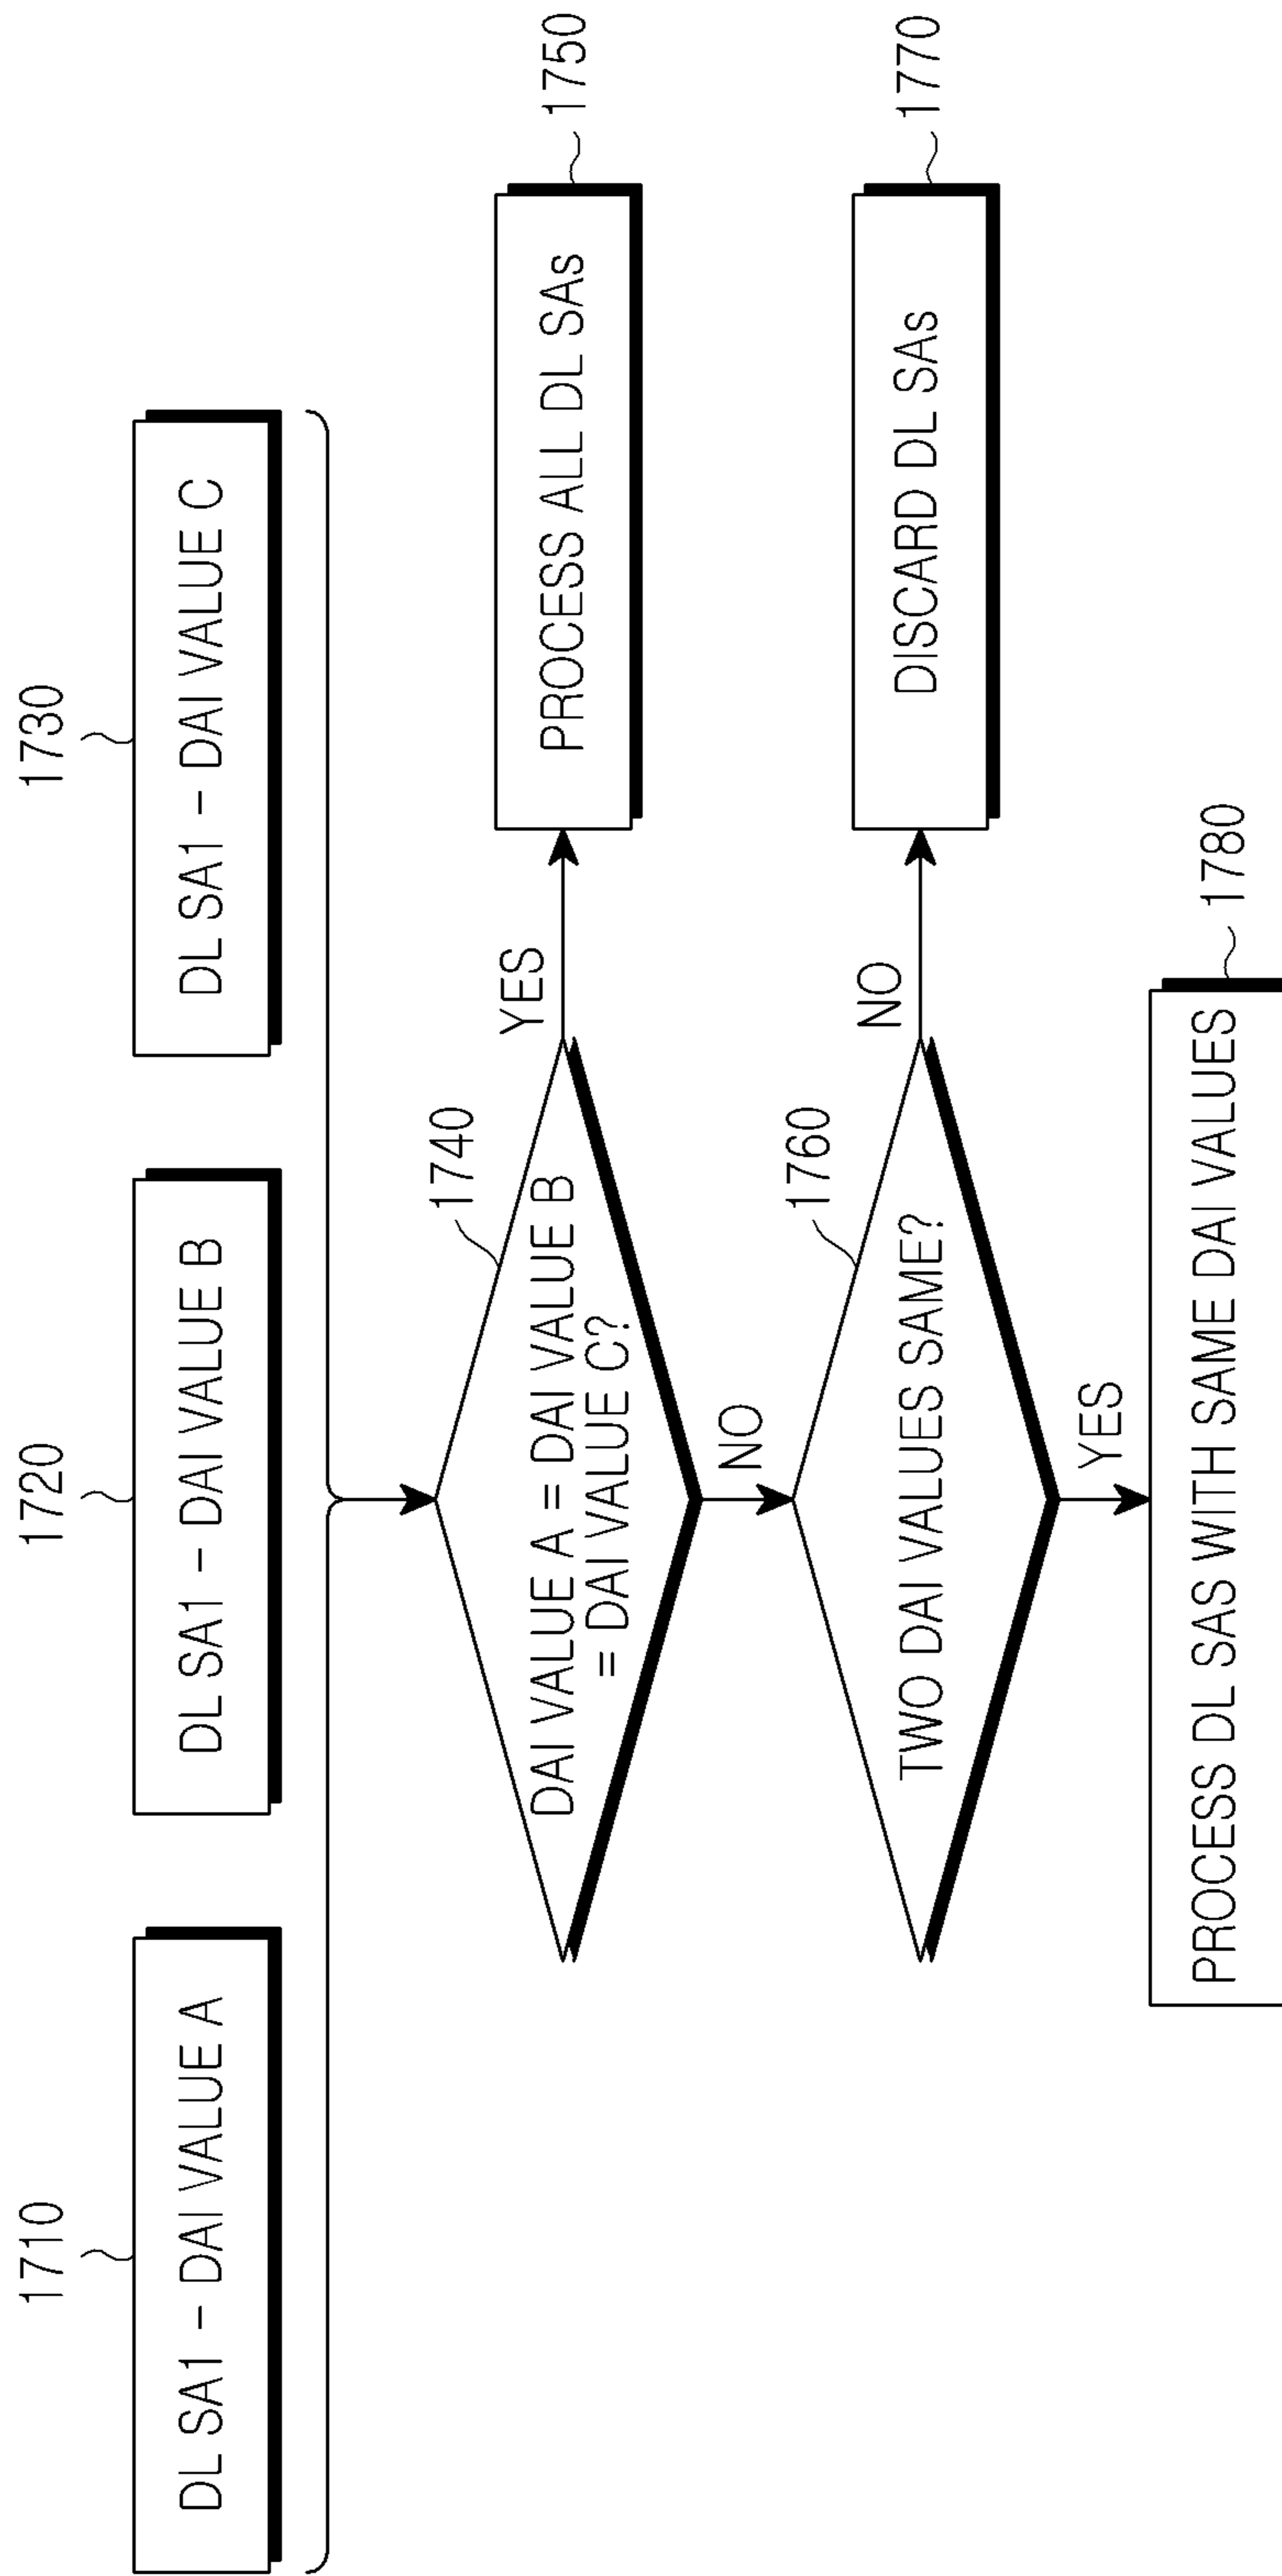 1710
1720
1730
DL SA1 - DAI VALUE A
DL SA1 - DAI VALUE B
DL SA1 - DAI VALUE C
1740
DAI VALUE A = DAI VALUE B
= DAI VALUE C?
YES
PROCESS ALL DL SAs
1750
NO
1760
TWO DAI VALUES SAME?
NO
DISCARD DL SAs
1770
YES
PROCESS DL SAS WITH SAME DAI VALUES
1780